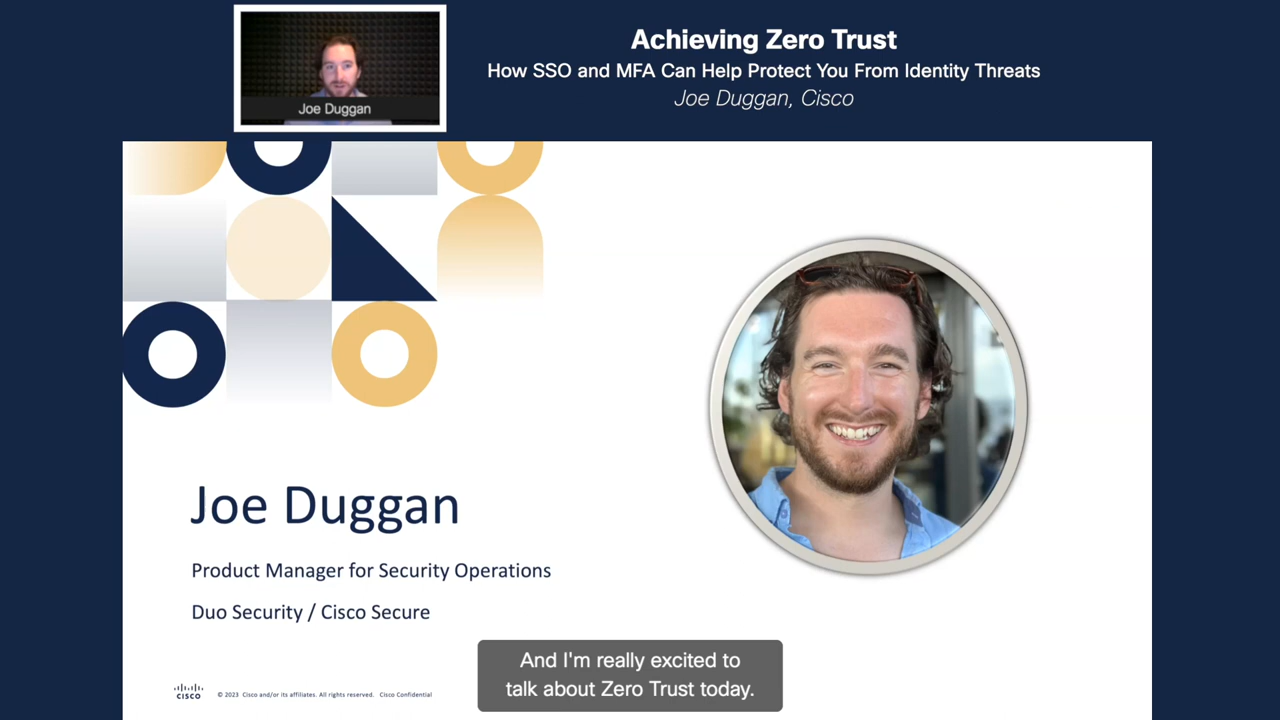 Joe Duggan
Achieving Zero Trust
How SSO and MFA Can Help Protect You From Identity Threats
Joe Duggan, Cisco
Joe Duggan
Product Manager for Security Operations
Duo Security / Cisco Secure
And I'm really excited to
talk about Zero Trust today.
CISCO
© 2023 Cisco and/or its affiliates. All rights reserved. Cisco Confidential